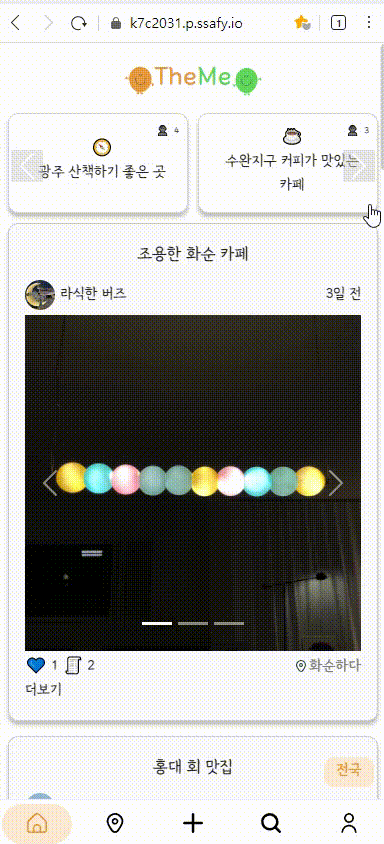 k7c2031.p.ssafy.io
1
TheMe
4
광주 산책하기 좋은 곳
3
수완지구 커피가 맛있는
카페
조용한 화순 카페
라식한 버즈
3일 전
1
2
화순하다
더보기
홍대 회 맛집
전국